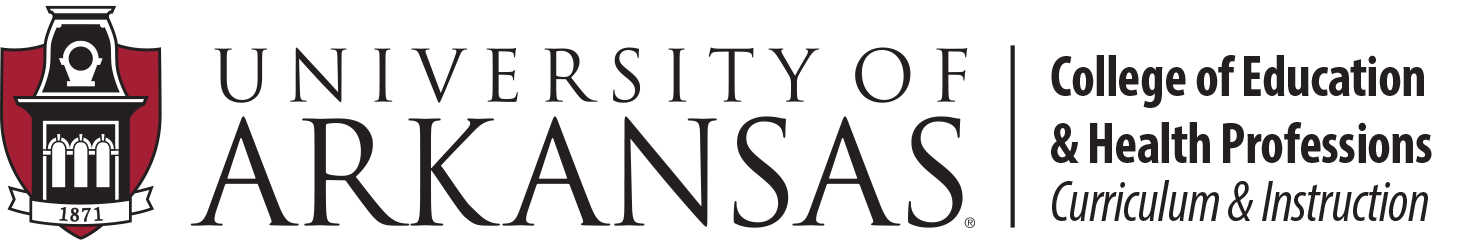 1871
UNIVERSITY OF
ARKANSAS®
College of Education
& Health Professions
Curriculum & Instruction